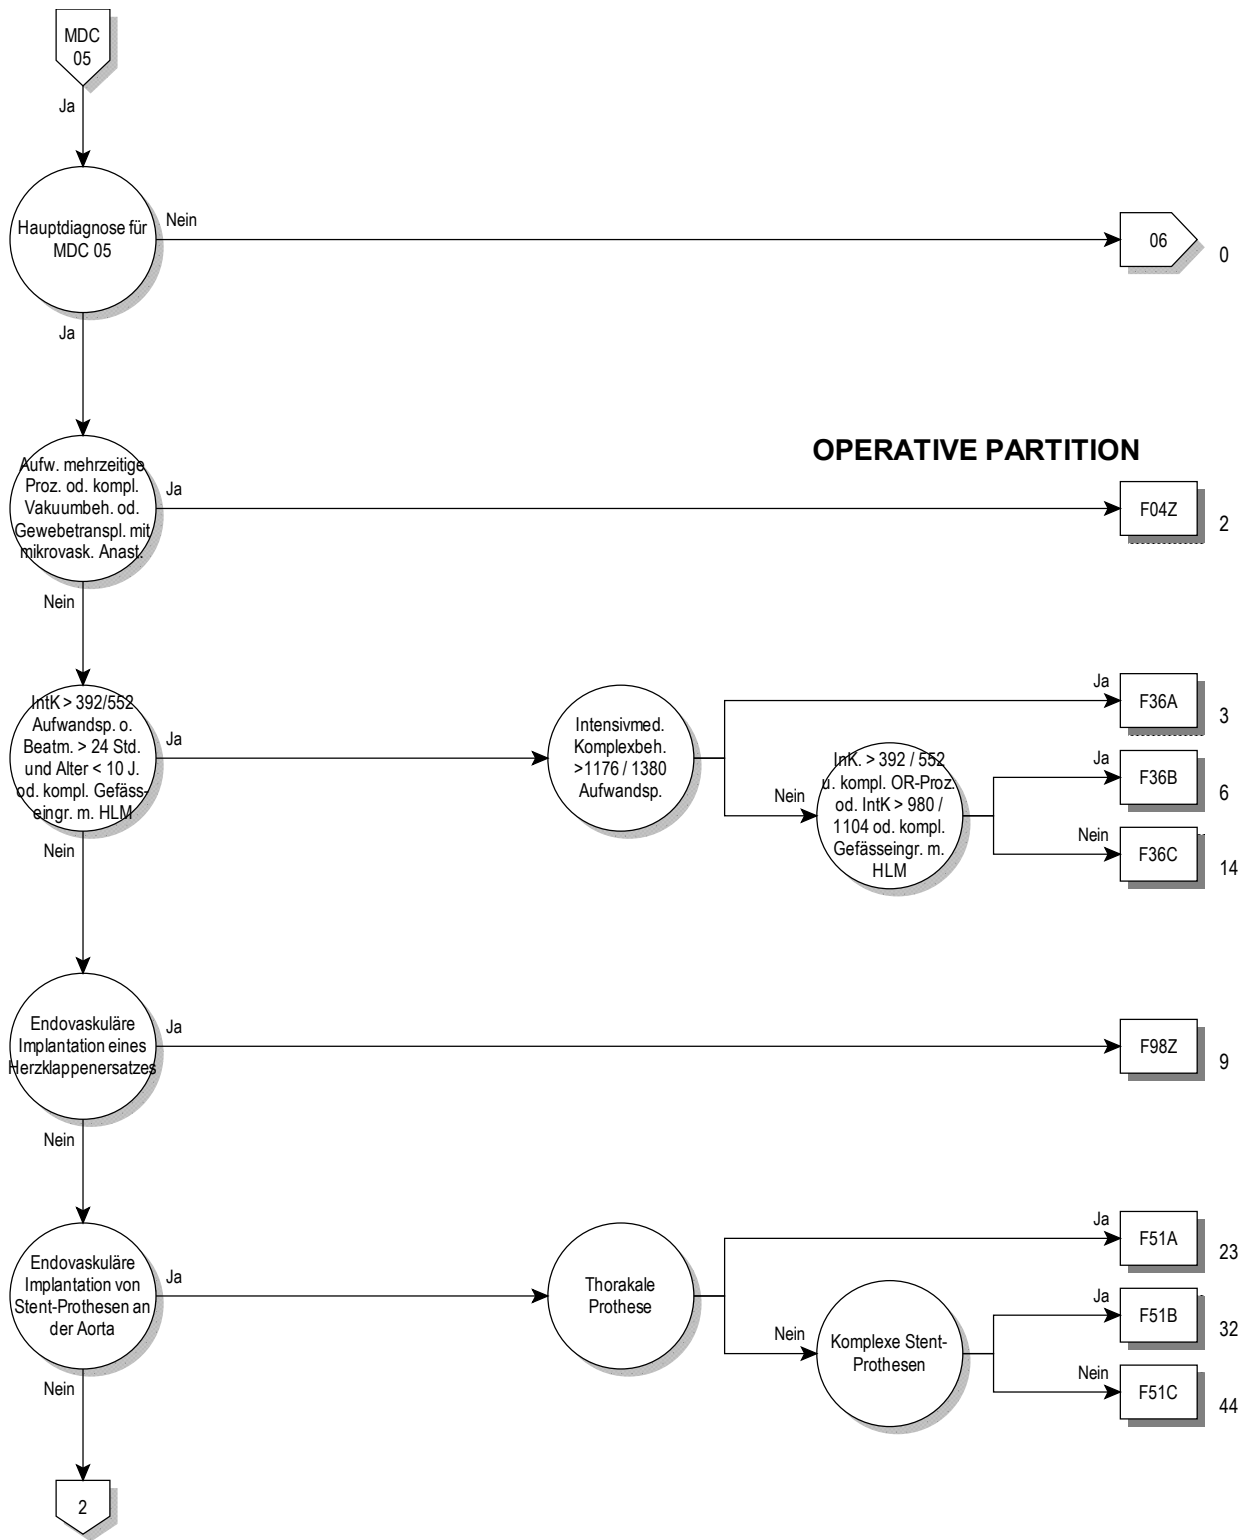 MDC
05
Ja
Hauptdiagnose für
MDC 05
Nein
06
0
Ja
OPERATIVE PARTITION
Aufw. mehrzeitige
Proz. od. kompl.
Vakuumbeh. od.
Gewebetranspl. mit
mikrovask. Anast.
Ja
F04Z
2
Nein
IntK > 392/552
Aufwandsp. o.
Beatm. > 24 Std.
und Alter < 10 J.
od. kompl. Gefäss-
eingr. m. HLM
Ja
Intensivmed.
Komplexbeh.
>1176 / 1380
Aufwandsp.
Ja
F36A
3
Nein
InK. > 392 / 552
u. kompl. OR-Proz.
od. IntK > 980 /
1104 od. kompl.
Gefässeingr. m.
HLM
Ja
F36B
6
Nein
F36C
14
Nein
Endovaskuläre
Implantation eines
Herzklappenersatzes
Ja
F98Z
9
Nein
Endovaskuläre
Implantation von
Stent-Prothesen an
der Aorta
Ja
Thorakale
Prothese
Ja
F51A
23
Nein
Komplexe Stent-
Prothesen
Ja
F51B
32
Nein
F51C
44
Nein
2